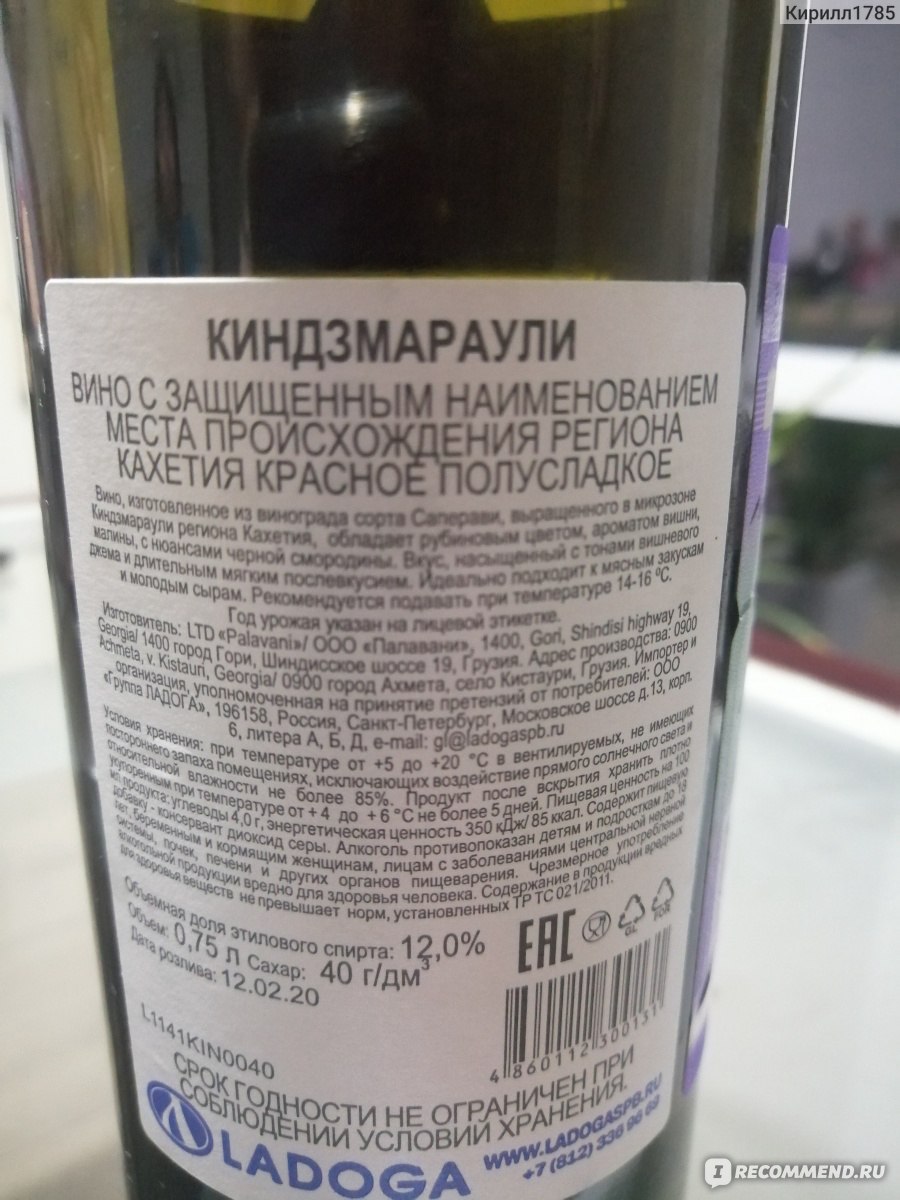 Кирилл1785
КИНДЗМАРАУЛИ
ВИНО С ЗАЩИЩЕННЫМ НАИМЕНОВАНИЕМ
МЕСТА ПРОИСХОЖДЕНИЯ РЕГИОНА
КАХЕТИЯ КРАСНОЕ ПОЛУСЛАДКОЕ
Вино, изготовленное из винограда сорта Саперави, выращенного в микрозоне
Киндзмараули региона Кахетия, обладает рубиновым цветом, ароматом вишни,
малины, с нюансами черной смородины. Вкус, насыщенный с тонами вишневого
джема и длительным мягким послевкусием. Идеально подходит к мясным закускам
и молодым сырам. Рекомендуется подавать при температуре 14-16 ºС.
Год урожая указан на лицевой этикетке.
Изготовитель: LTD «Palavani»/ ООО «Палавани», 1400, Gori, Shindisi highway 19,
Georgia/ 1400 город Гори, Шиндисское шоссе 19, Грузия. Адрес производства: 0900
Achmeta, v. Kistauri, Georgia/ 0900 город Ахмета, село Кистаури, Грузия. Импортер и
организация, уполномоченная на принятие претензий от потребителей: ООО
«Группа ЛАДОГА», 196158, Россия, Санкт-Петербург, Московское шоссе д.13, корп.
6, литера А, Б, Д, e-mail: gl@ladogaspb.ru
Условия хранения: при температуре от +5 до +20 °С в вентилируемых, не имеющих
постороннего запаха помещениях, исключающих воздействие прямого солнечного света и
относительной влажности не более 85%. Продукт после вскрытия хранить плотно
укупоренным при температуре от + 4 до + 6 °С не более 5 дней. Пищевая ценность на 100
мл продукта: углеводы 4,0 г, энергетическая ценность 350 кДж/ 85 ккал. Содержит пищевую
добавку - консервант диоксид серы. Алкоголь противопоказан детям и подросткам до 18
лет, беременным и кормящим женщинам, лицам с заболеваниями центральной нервной
системы, почек, печени и других органов пищеварения. Чрезмерное употребление
алкогольной продукции вредно для здоровья человека. Содержание в продукции вредных
для здоровья веществ не превышает норм, установленных ТР ТС 021/2011.
Объемная доля этилового спирта: 12,0%
Объем: 0,75 Л Сахар: 40 г/дм³
Дата розлива: 12.02.20
EAC
GL
FOR
4 860112 300131
L1141KIN0040
СРОК ГОДНОСТИ НЕ ОГРАНИЧЕН ПРИ
СОБЛЮДЕНИИ УСЛОВИЙ ХРАНЕНИЯ.
LADOGA
WWW.LADOGASPB.RU
+7 (812) 336 96 68
IRECOMMEND.RU